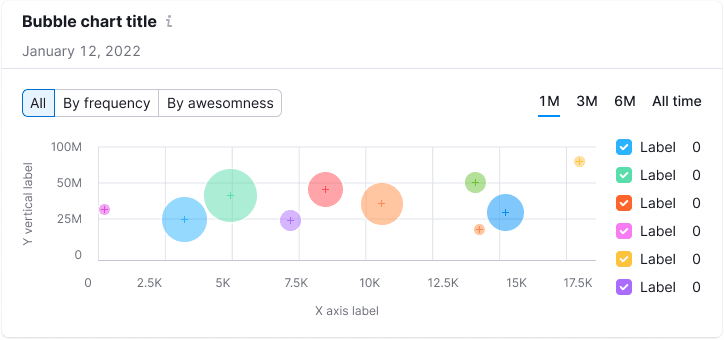 Bubble chart title i
January 12, 2022
All By frequency By awesomness
1M 3M 6M All time
Y vertical label
100M
50M
25M
0
0 2.5K 5K 7.5K 10K 12.5K 15K 17.5K
X axis label
Label 0
Label 0
Label 0
Label 0
Label 0
Label 0